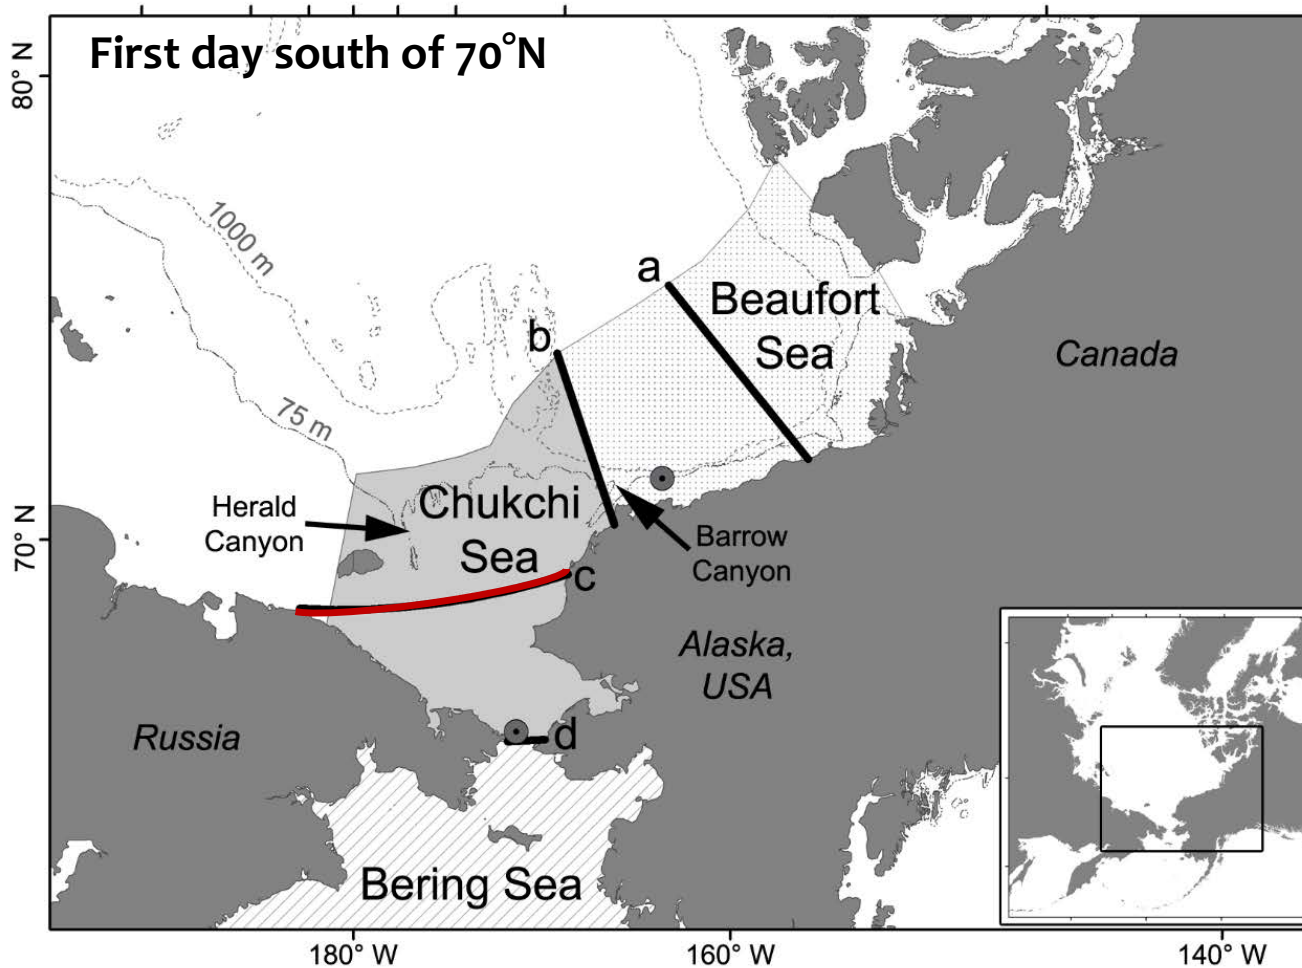 First day south of 70°N
80° N
1000 m
a
Beaufort
Sea
b
Canada
75 m
Herald
Canyon
Chukchi
Sea
Barrow
Canyon
70° N
c
Alaska,
USA
Russia
d
Bering Sea
180° W
160° W
140° W